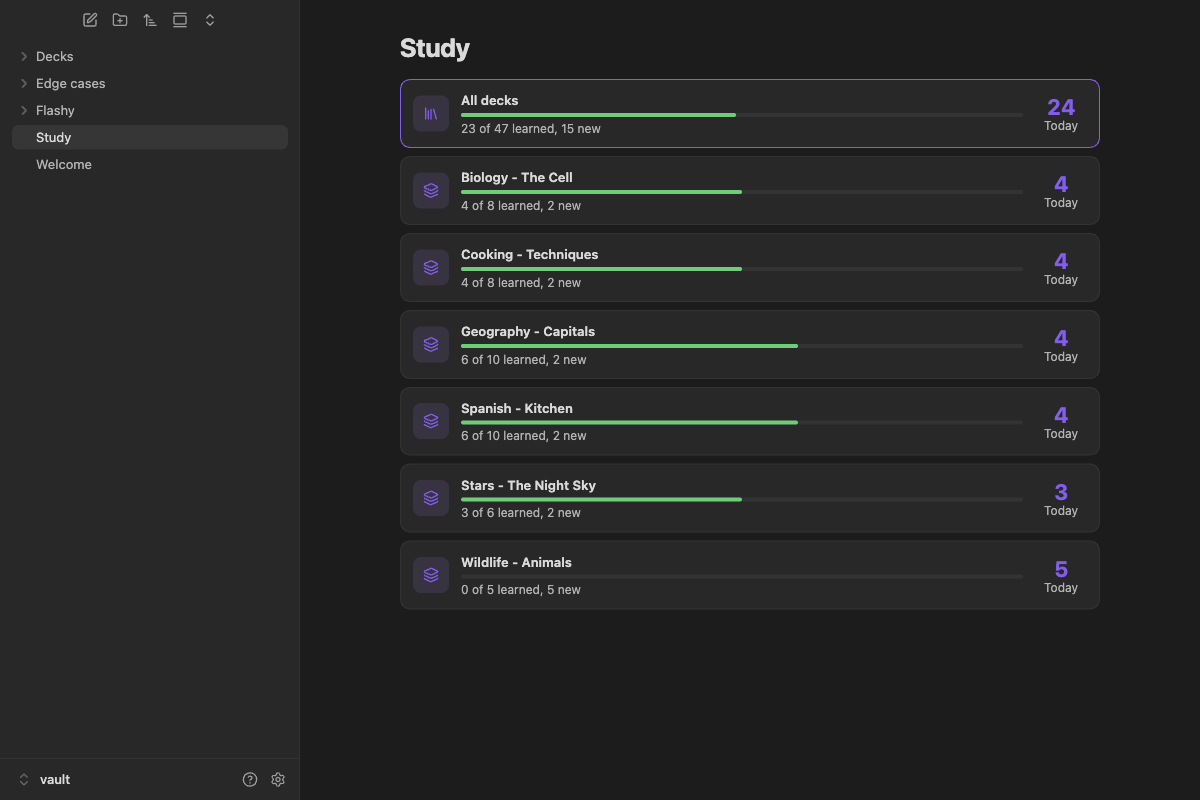 Decks
Edge cases
Flashy
Study
Welcome
vault
Study
All decks
23 of 47 learned, 15 new
24
Today
Biology - The Cell
4 of 8 learned, 2 new
4
Today
Cooking - Techniques
4 of 8 learned, 2 new
4
Today
Geography - Capitals
6 of 10 learned, 2 new
4
Today
Spanish - Kitchen
6 of 10 learned, 2 new
4
Today
Stars - The Night Sky
3 of 6 learned, 2 new
3
Today
Wildlife - Animals
0 of 5 learned, 5 new
5
Today